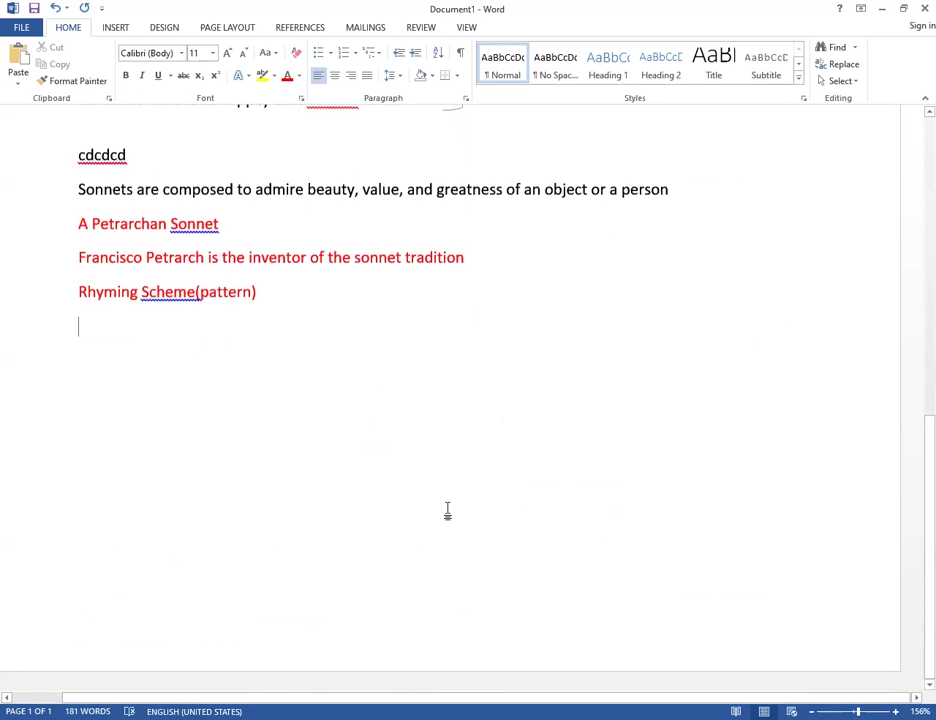 Document1 - Word
Sign in
FILE HOME INSERT DESIGN PAGE LAYOUT REFERENCES MAILINGS REVIEW VIEW
Paste
Cut
Copy
Format Painter
Clipboard
Calibri (Body) 11
Font
Paragraph
AaBbCcDc AaBbCcDc AaBbCc AaBbCcD AaBl AaBbCcD
¶ Normal ¶ No Spac... Heading 1 Heading 2 Title Subtitle
Styles
Find
Replace
Select
Editing
cdcdcd
Sonnets are composed to admire beauty, value, and greatness of an object or a person
A Petrarchan Sonnet
Francisco Petrarch is the inventor of the sonnet tradition
Rhyming Scheme(pattern)
PAGE 1 OF 1 181 WORDS ENGLISH (UNITED STATES) 156%